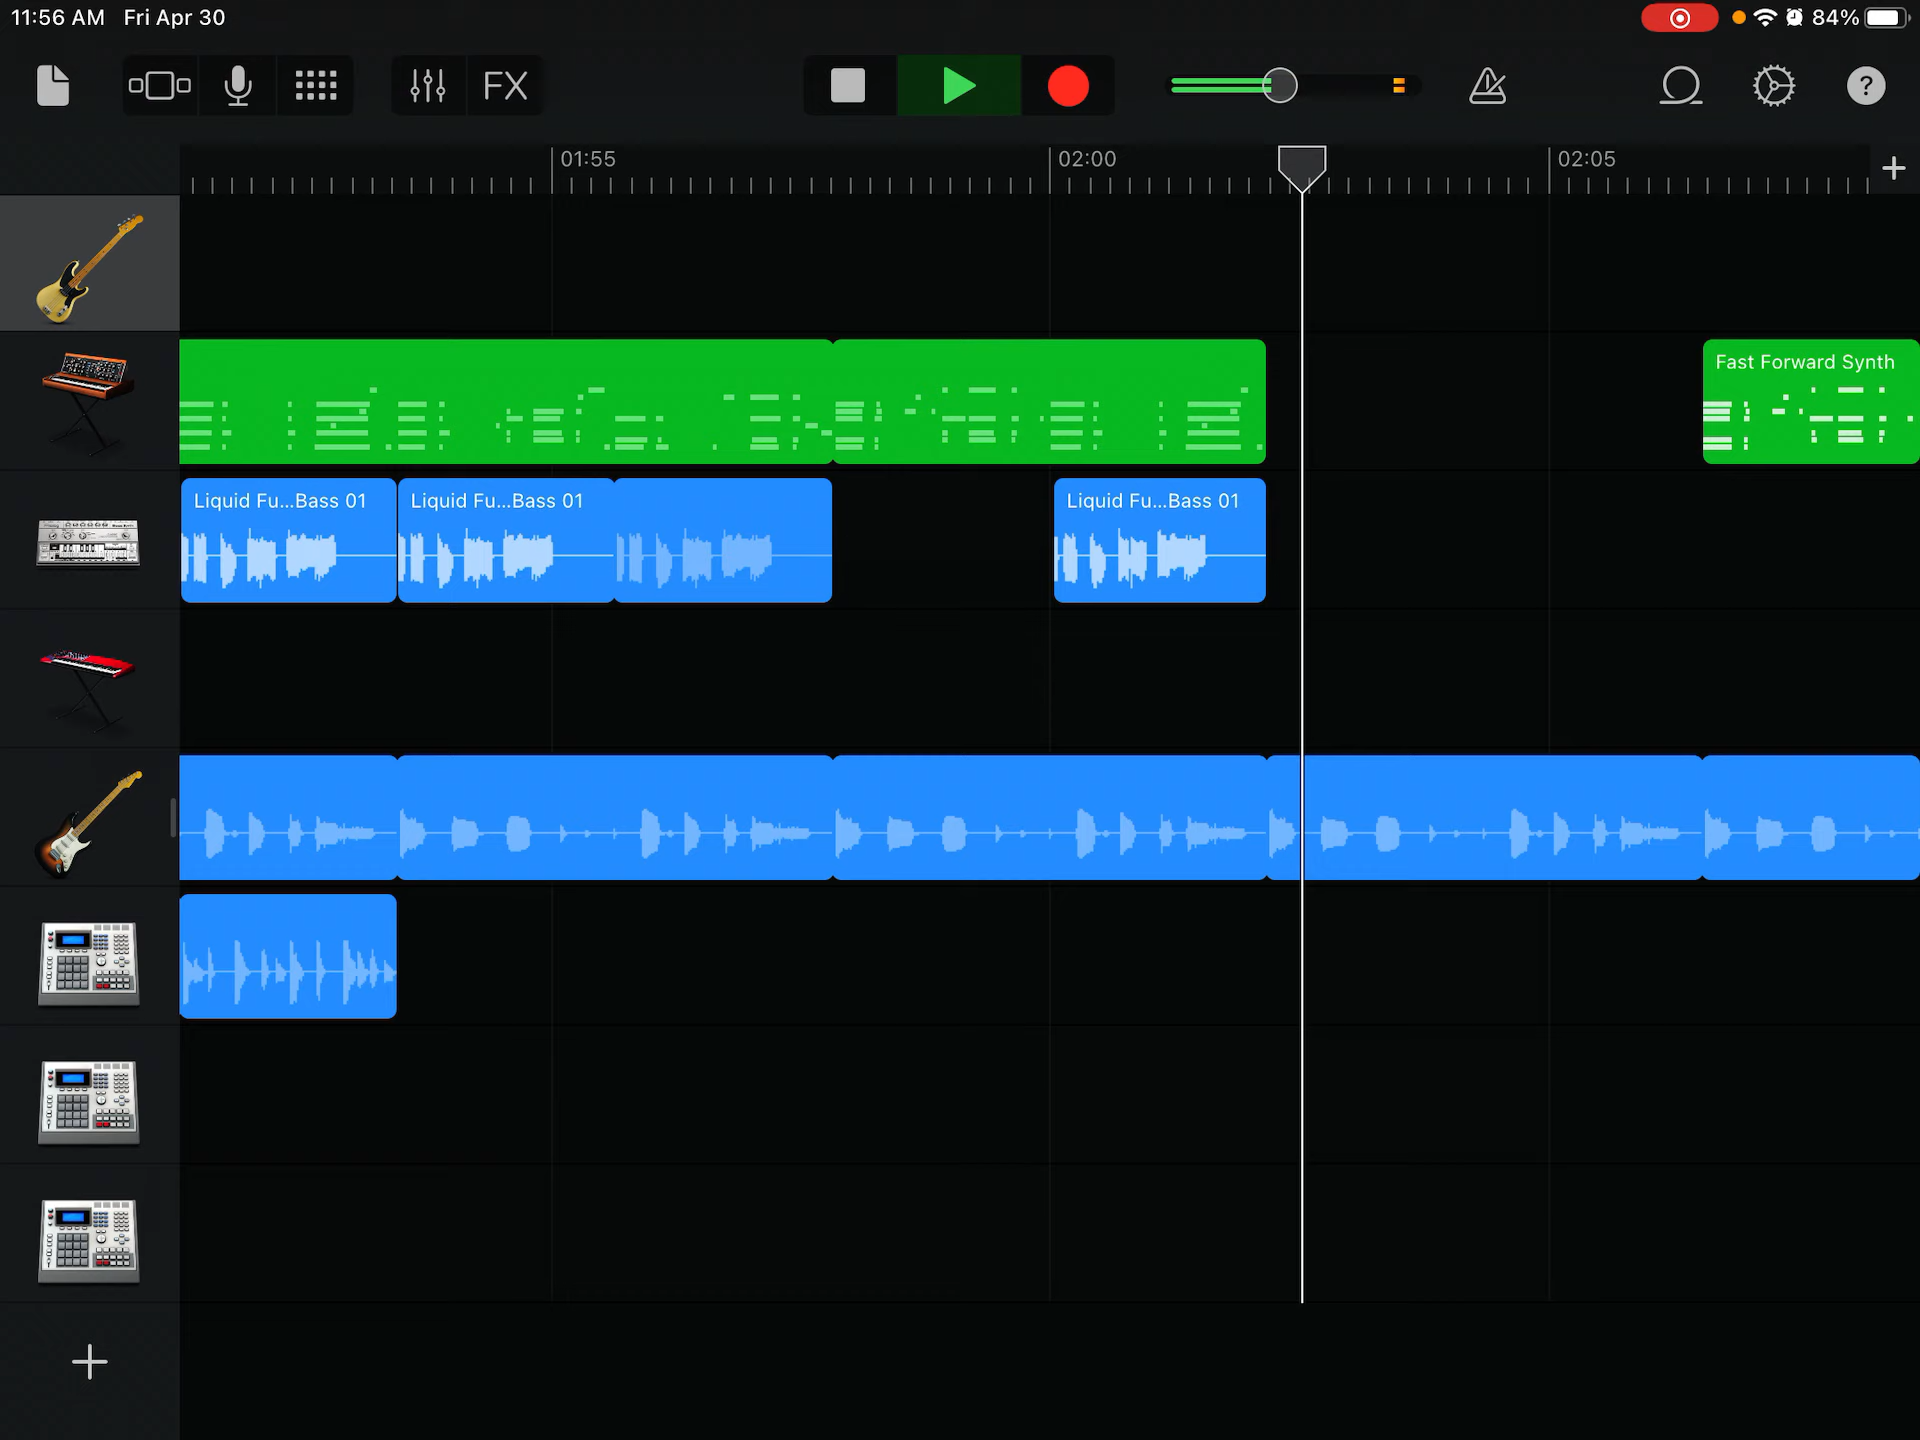 11:56 AM Fri Apr 30
84%
FX
?
01:55
02:00
02:05
Fast Forward Synth
Liquid Fu...Bass 01
Liquid Fu...Bass 01
Liquid Fu...Bass 01